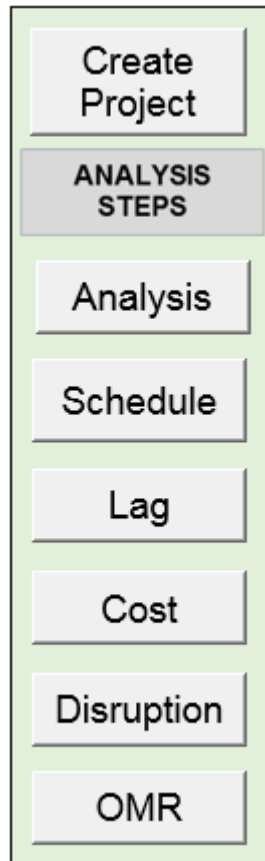 Create
Project
ANALYSIS
STEPS
Analysis
Schedule
Lag
Cost
Disruption
OMR